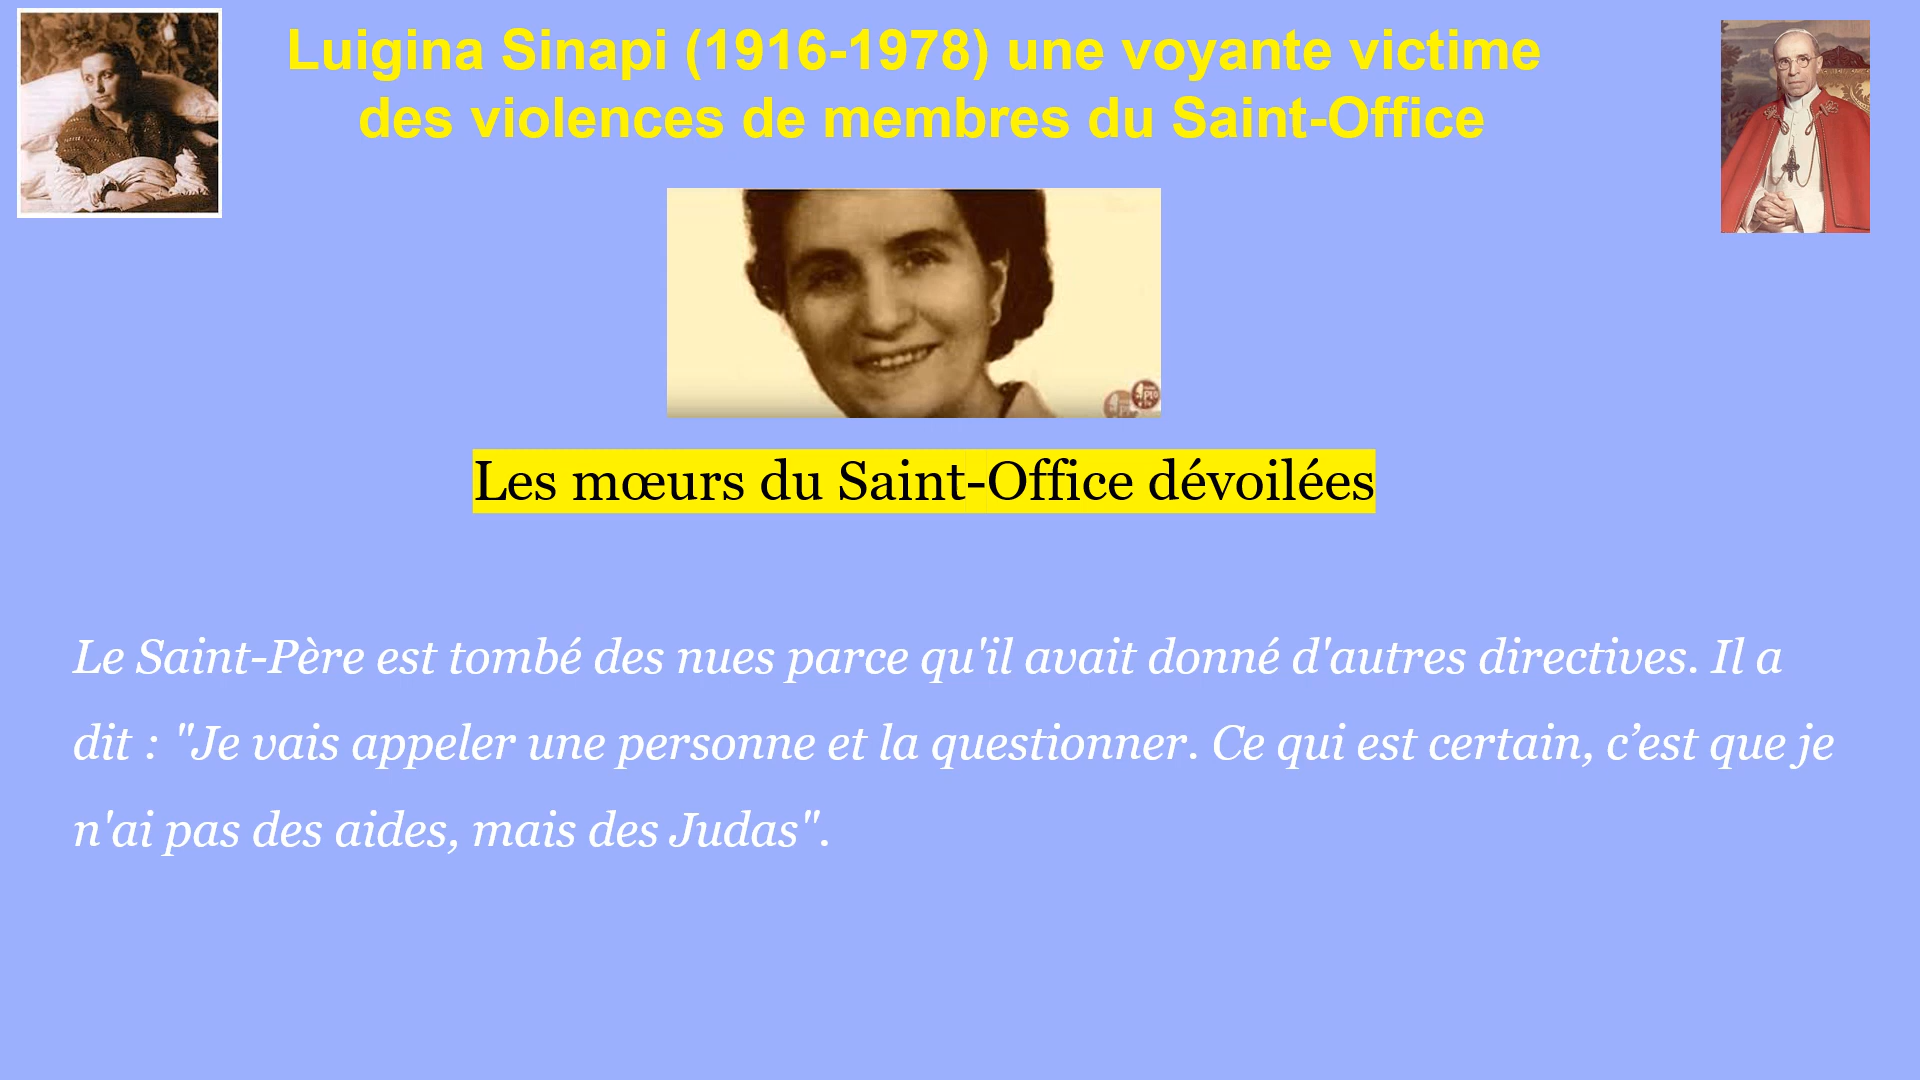 Luigina Sinapi (1916-1978) une voyante victime
des violences de membres du Saint-Office
Les mœurs du Saint-Office dévoilées
Le Saint-Père est tombé des nues parce qu'il avait donné d'autres directives. Il a
dit : "Je vais appeler une personne et la questionner. Ce qui est certain, c’est que je
n'ai pas des aides, mais des Judas".